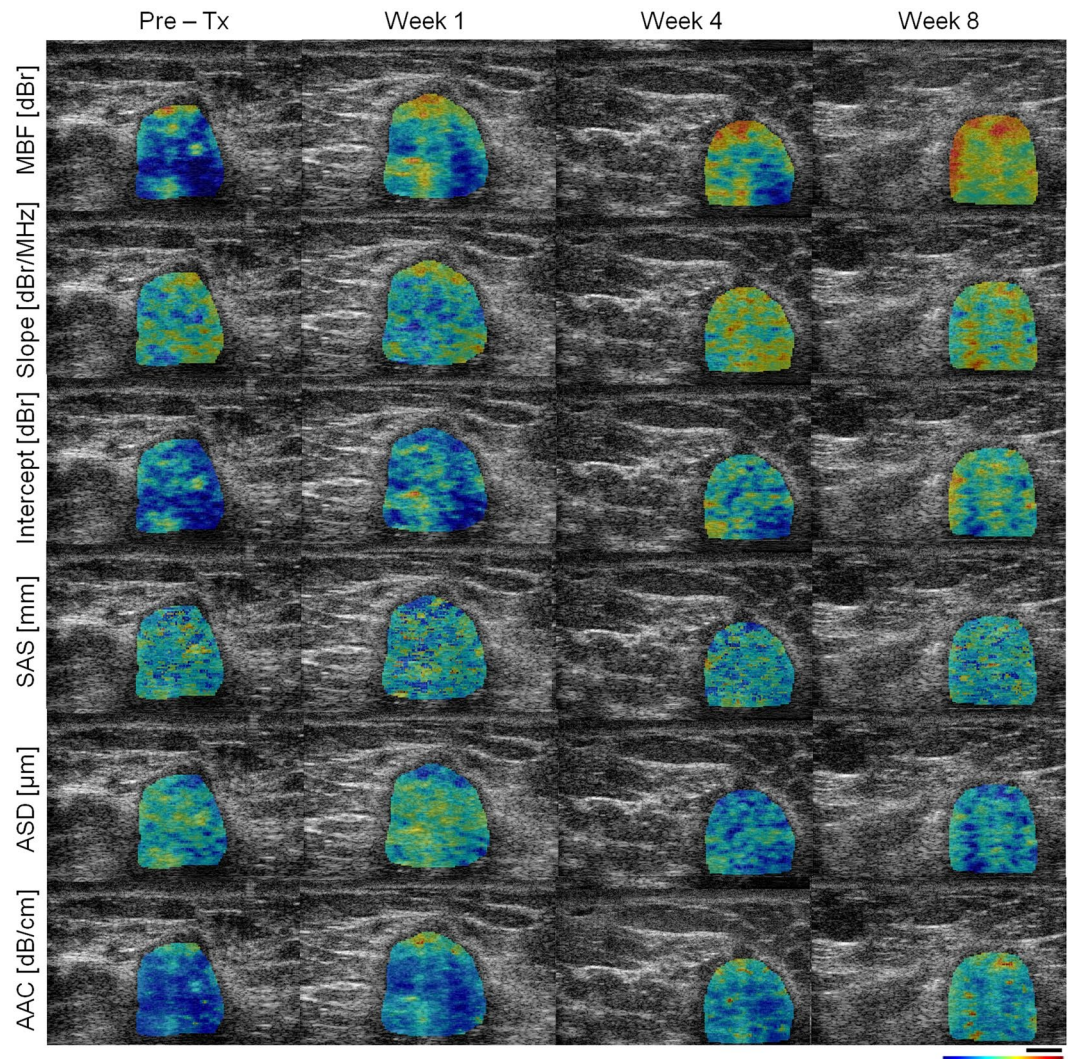 Pre – Tx
Week 1
Week 4
Week 8
MBF [dBr]
Slope [dBr/MHz]
Intercept [dBr]
SAS [mm]
ASD [µm]
AAC [dB/cm]